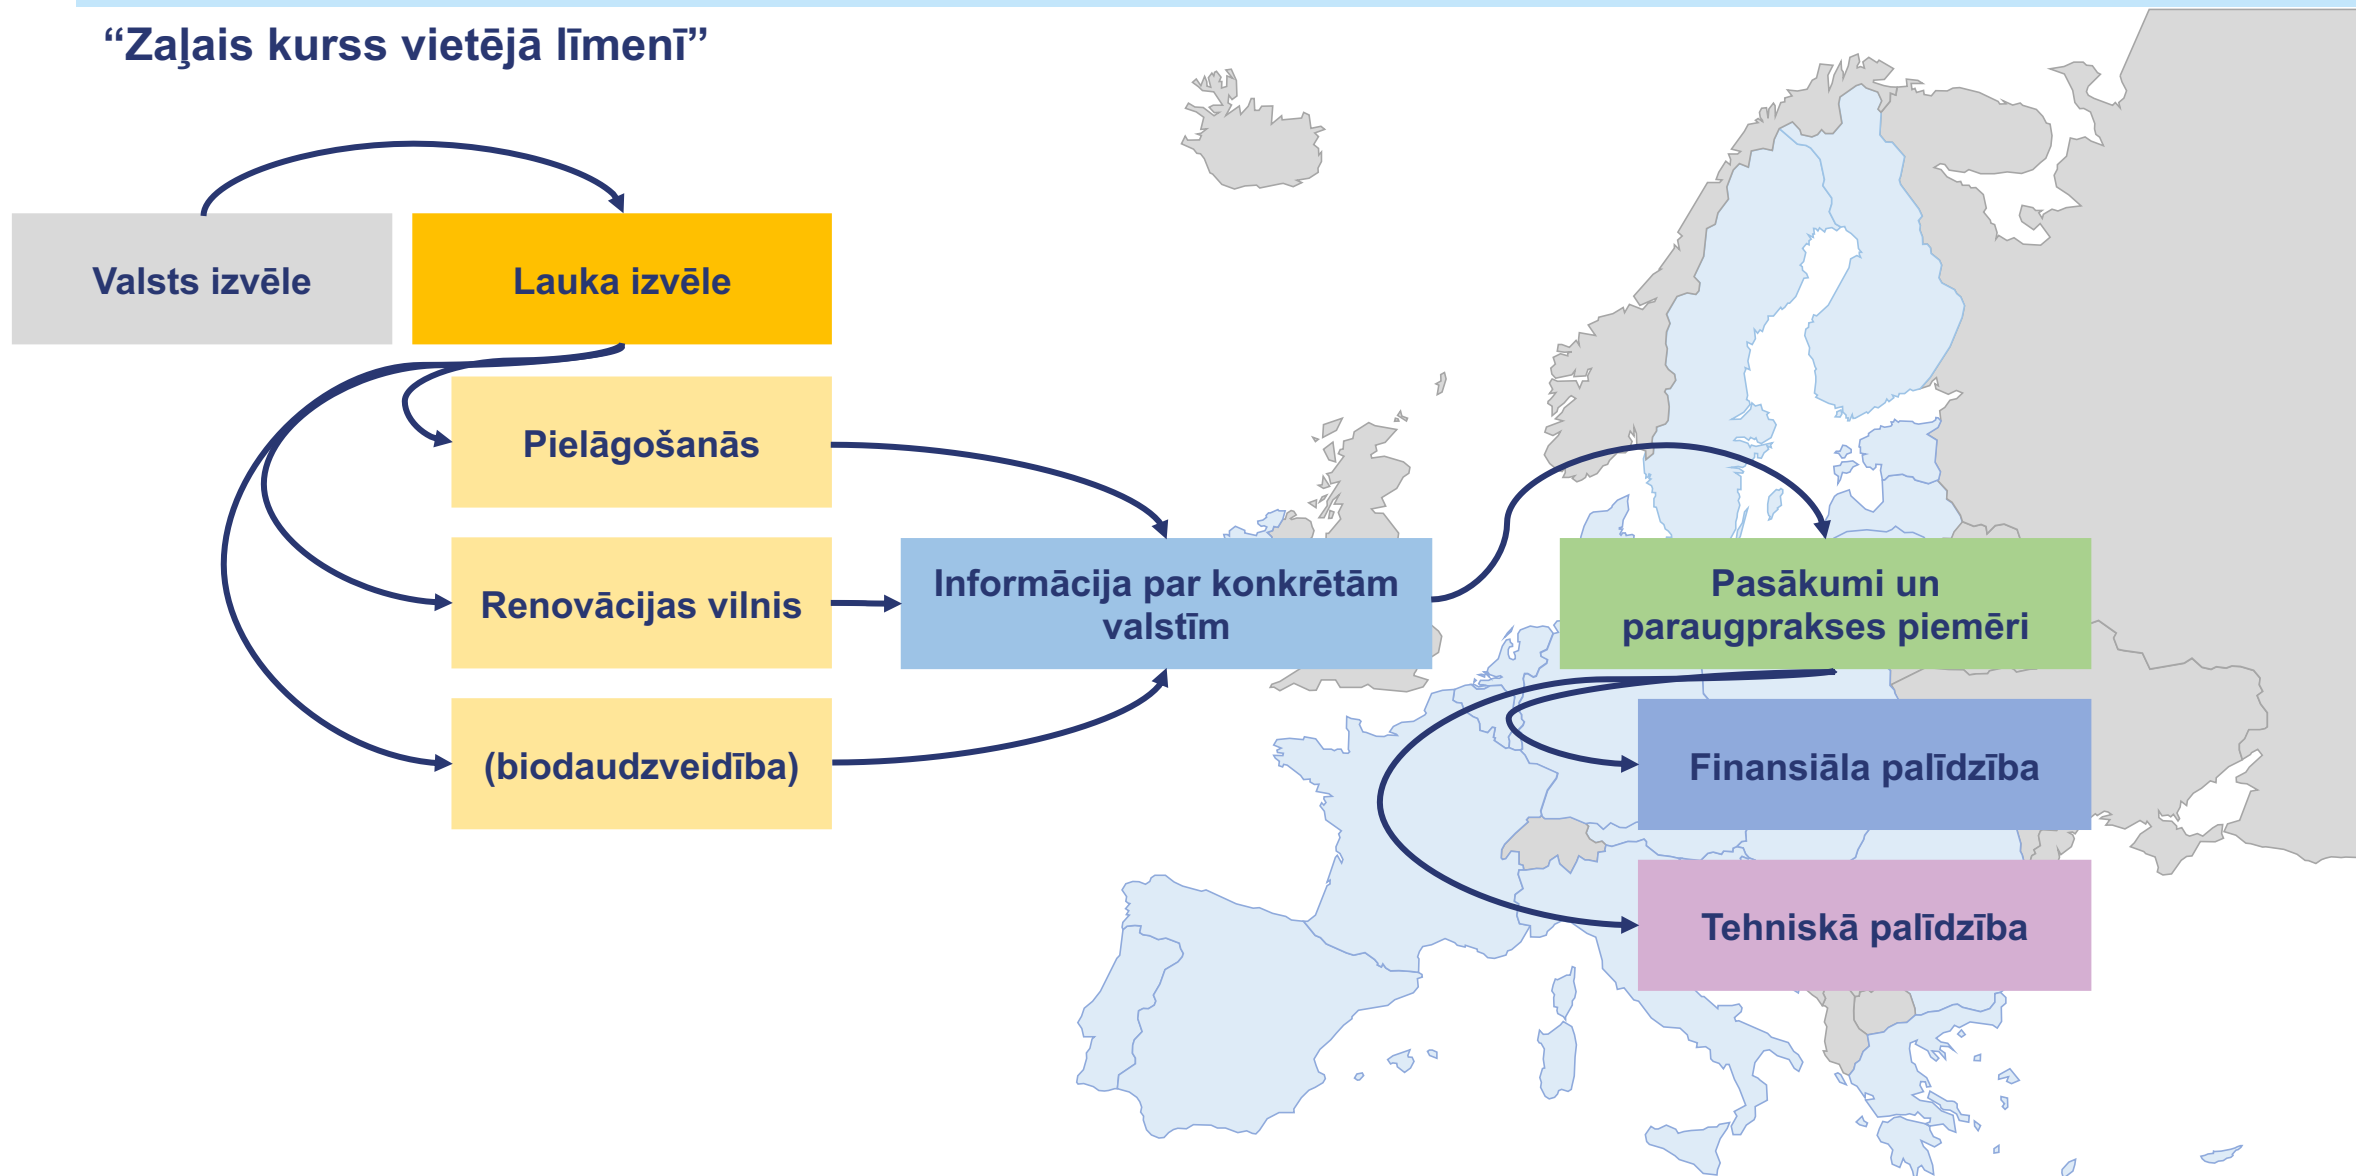 “Zaļais kurss vietējā līmenī”
Valsts izvēle
Lauka izvēle
Pielāgošanās
Renovācijas vilnis
(biodaudzveidība)
Informācija par konkrētām
valstīm
Pasākumi un
paraugprakses piemēri
Finansiāla palīdzība
Tehniskā palīdzība